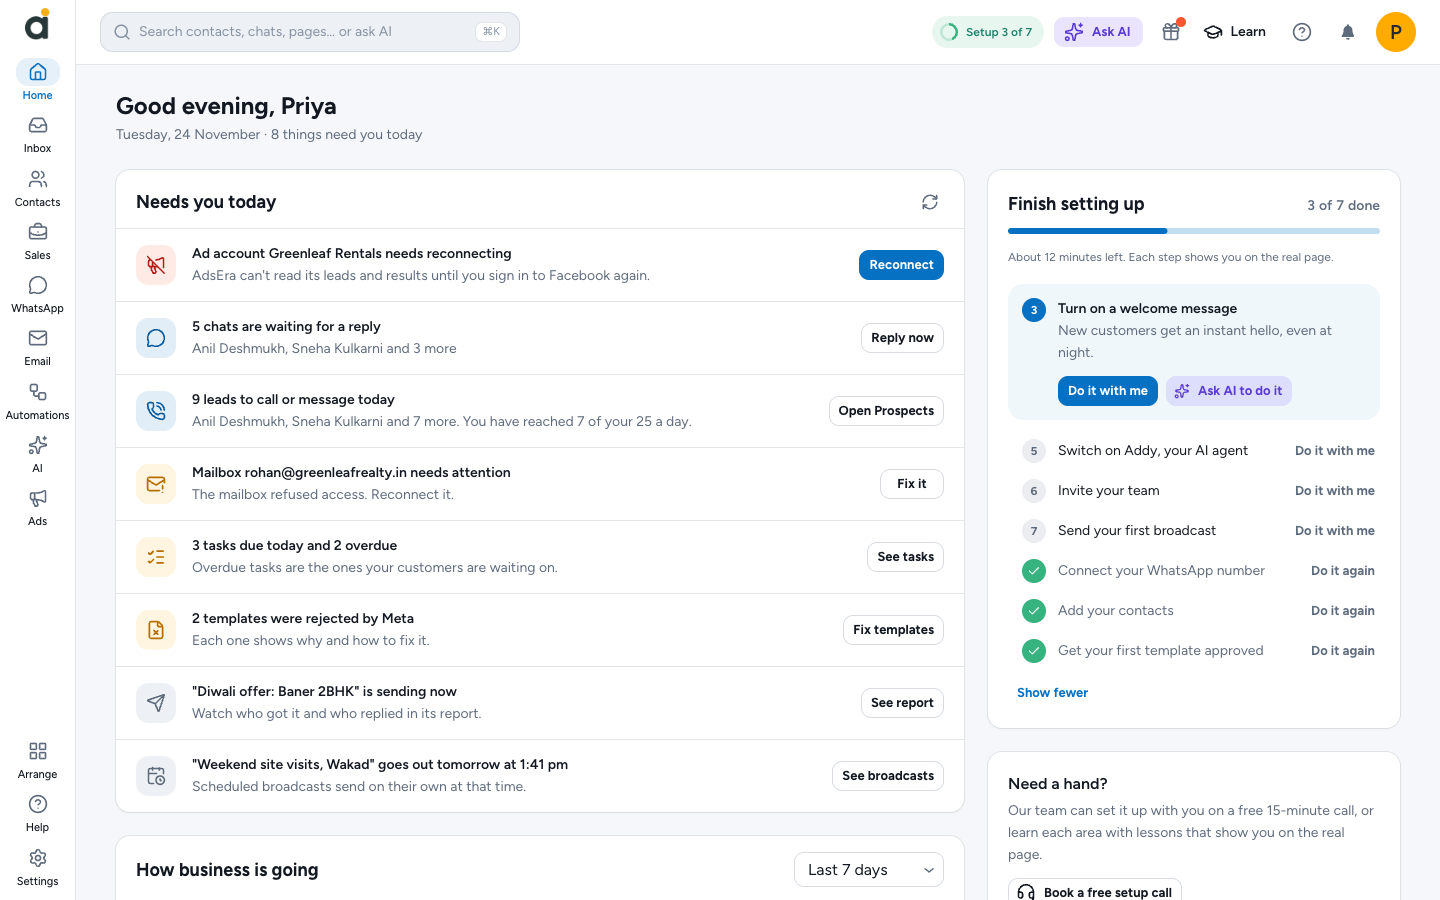 Search contacts, chats, pages... or ask AI
⌘K
Setup 3 of 7
Ask AI
Learn
P
Home
Inbox
Contacts
Sales
WhatsApp
Email
Automations
AI
Ads
Arrange
Help
Settings
Good evening, Priya
Tuesday, 24 November · 8 things need you today
Needs you today
Ad account Greenleaf Rentals needs reconnecting
AdsEra can't read its leads and results until you sign in to Facebook again.
Reconnect
5 chats are waiting for a reply
Anil Deshmukh, Sneha Kulkarni and 3 more
Reply now
9 leads to call or message today
Anil Deshmukh, Sneha Kulkarni and 7 more. You have reached 7 of your 25 a day.
Open Prospects
Mailbox rohan@greenleafrealty.in needs attention
The mailbox refused access. Reconnect it.
Fix it
3 tasks due today and 2 overdue
Overdue tasks are the ones your customers are waiting on.
See tasks
2 templates were rejected by Meta
Each one shows why and how to fix it.
Fix templates
"Diwali offer: Baner 2BHK" is sending now
Watch who got it and who replied in its report.
See report
"Weekend site visits, Wakad" goes out tomorrow at 1:41 pm
Scheduled broadcasts send on their own at that time.
See broadcasts
How business is going
Last 7 days
Finish setting up
3 of 7 done
About 12 minutes left. Each step shows you on the real page.
3
Turn on a welcome message
New customers get an instant hello, even at
night.
Do it with me
Ask AI to do it
5
Switch on Addy, your AI agent
Do it with me
6
Invite your team
Do it with me
7
Send your first broadcast
Do it with me
Connect your WhatsApp number
Do it again
Add your contacts
Do it again
Get your first template approved
Do it again
Show fewer
Need a hand?
Our team can set it up with you on a free 15-minute call, or
learn each area with lessons that show you on the real
page.
Book a free setup call